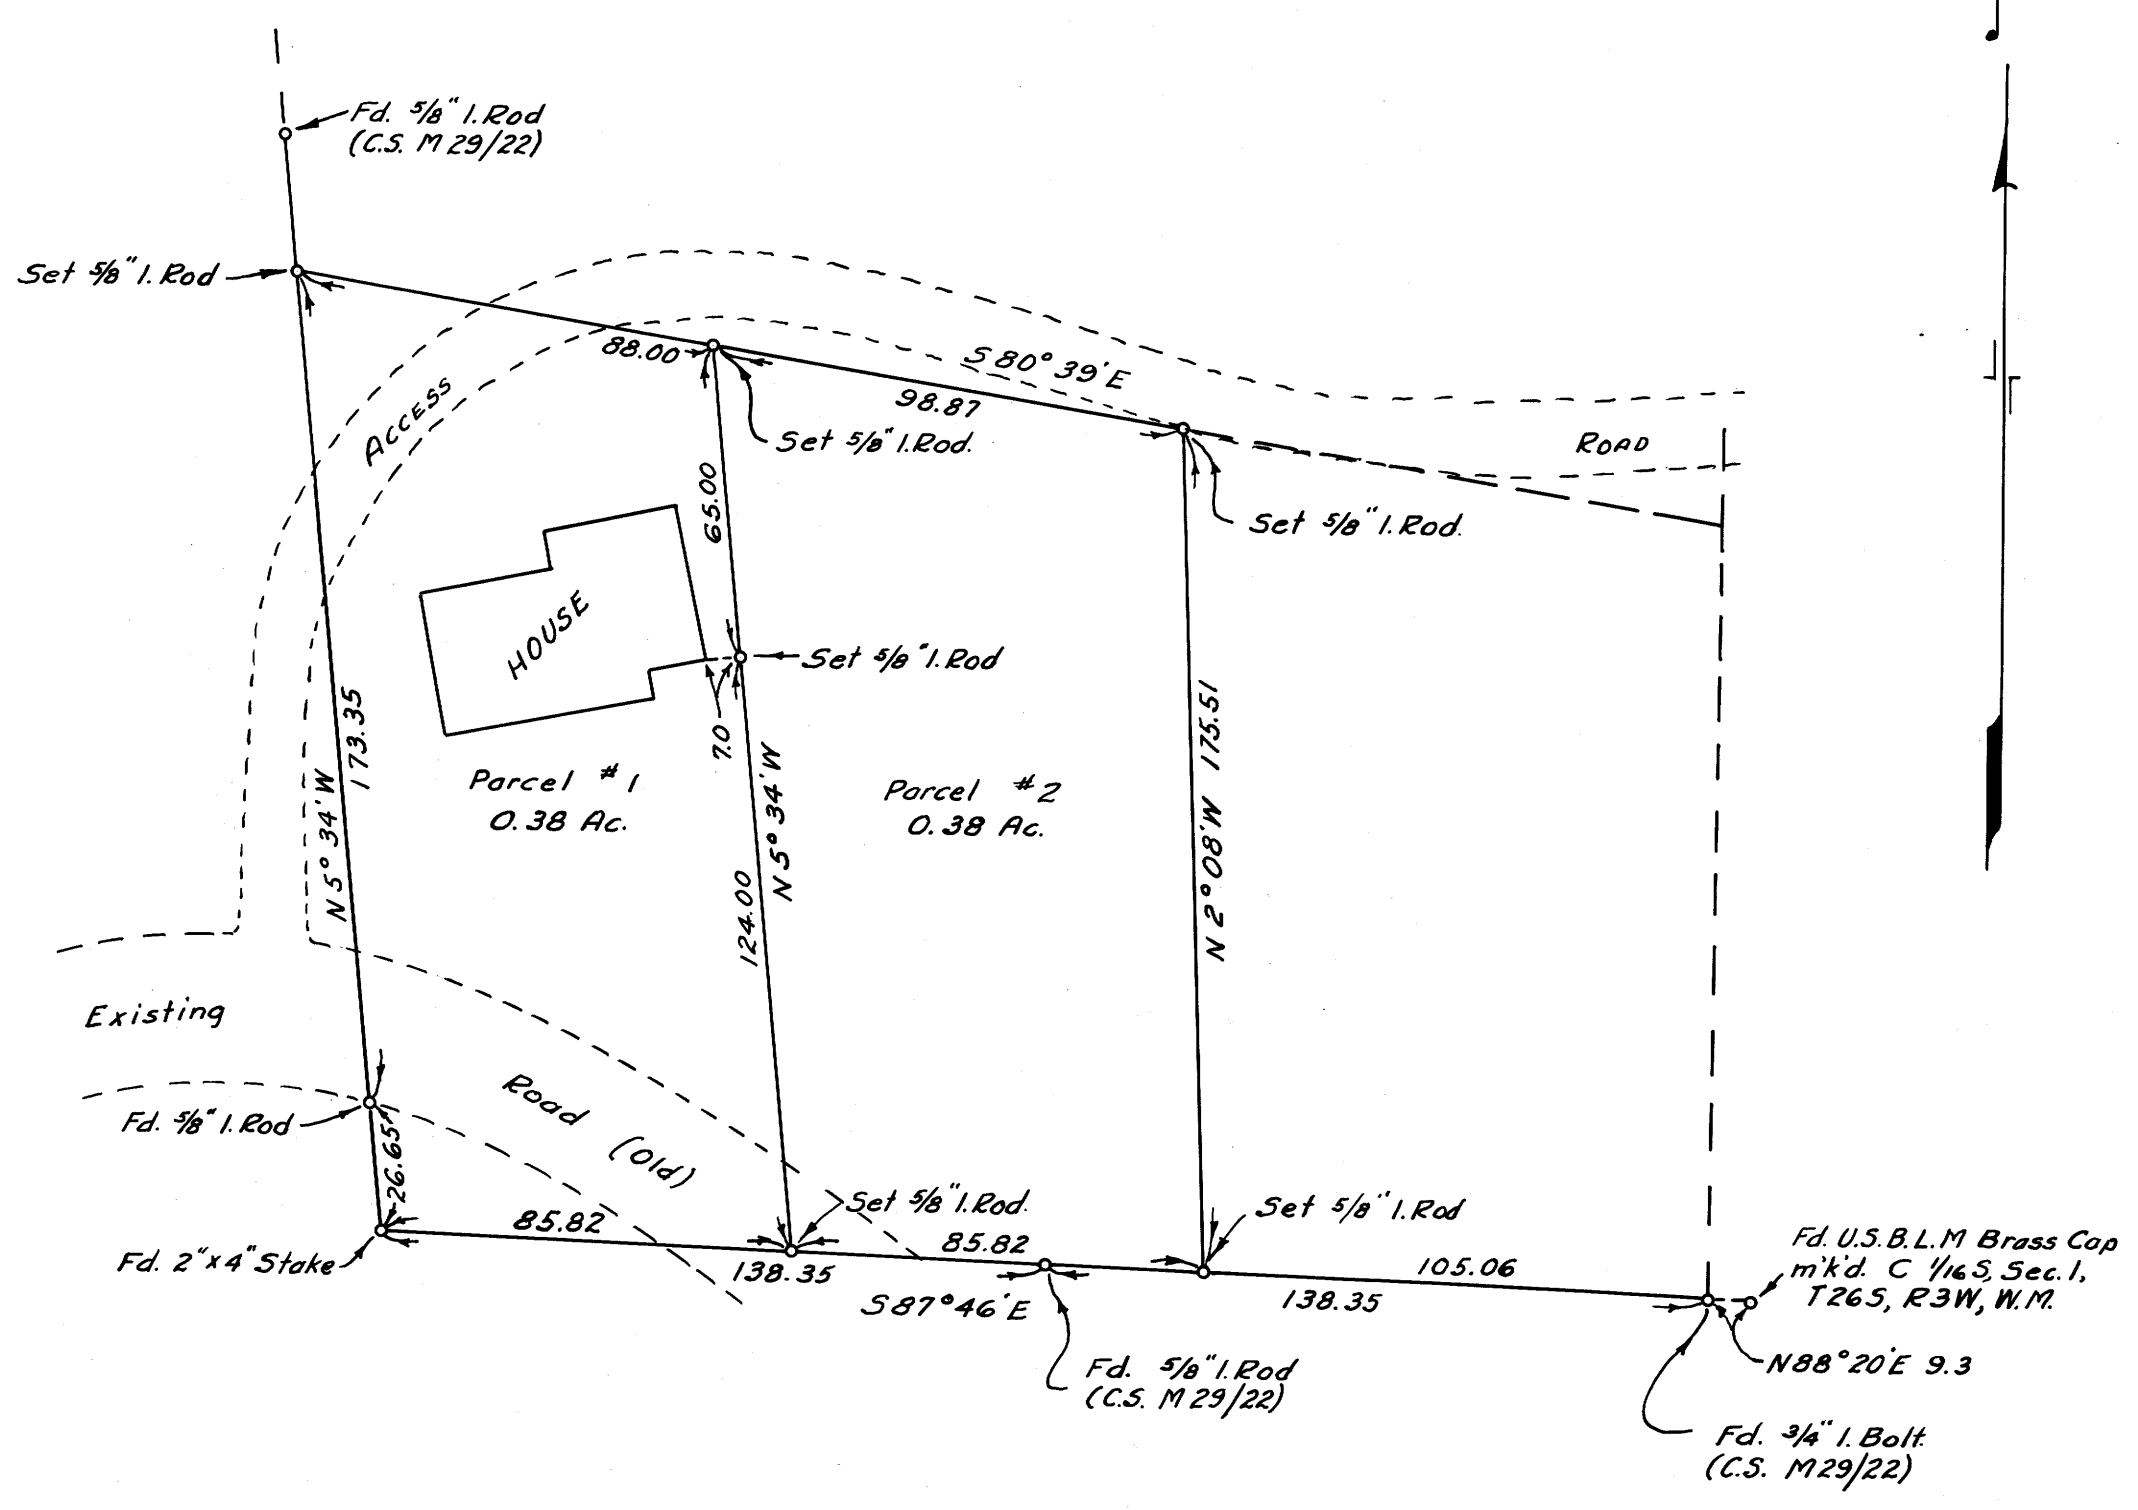 Fd. 5/8" I. Rod
(C.S. M 29/22)
Set 5/8" I. Rod
88.00
S 80° 39' E
98.87
Access
Road
Set 5/8" I. Rod.
65.00
Set 5/8" I. Rod.
HOUSE
Set 5/8" I. Rod
7.0
N 5° 34' W
173.35
Parcel #1
0.38 Ac.
124.00
N 5° 34' W
Parcel #2
0.38 Ac.
N 2° 08' W 175.51
Existing
Road (Old)
Fd. 5/8" I. Rod
26.65
Fd. 2"x4" Stake
85.82
Set 5/8" I. Rod.
138.35
85.82
S 87° 46' E
Set 5/8" I. Rod
105.06
138.35
Fd. U.S.B.L.M Brass Cap
m'k'd. C 1/16 S, Sec. 1,
T26S, R3W, W.M.
N88° 20' E 9.3
Fd. 5/8" I. Rod
(C.S. M 29/22)
Fd. 3/4" I. Bolt.
(C.S. M29/22)